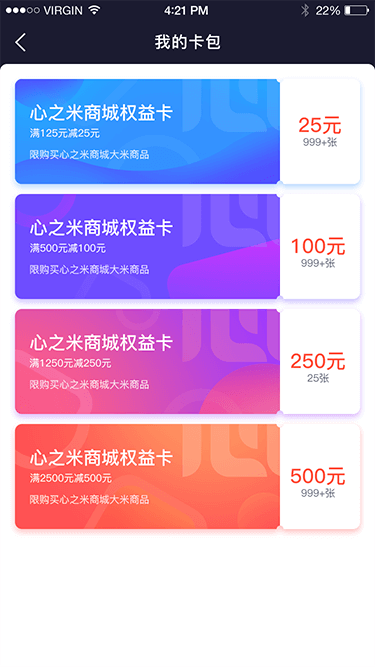 VIRGIN 4:21 PM 22%
我的卡包
心之米商城权益卡
满125元减25元
限购买心之米商城大米商品
25元
999+张
心之米商城权益卡
满500元减100元
限购买心之米商城大米商品
100元
999+张
心之米商城权益卡
满1250元减250元
限购买心之米商城大米商品
250元
25张
心之米商城权益卡
满2500元减500元
限购买心之米商城大米商品
500元
999+张